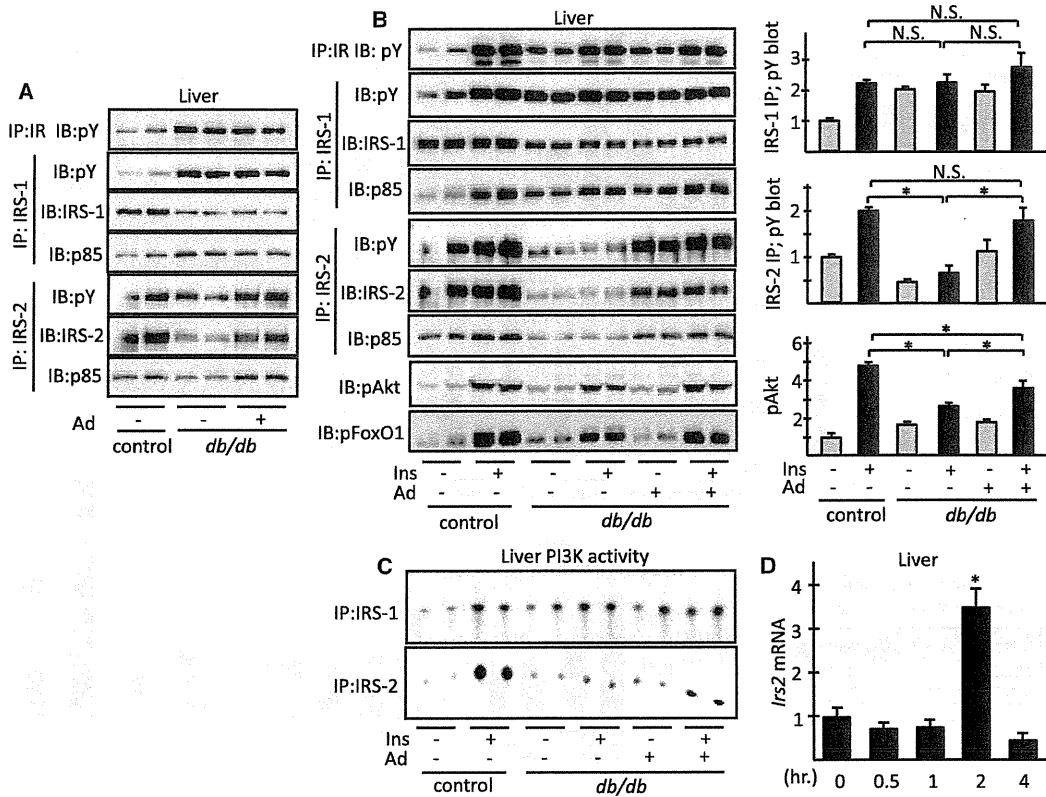 A
Liver
IP:IR IB:pY
IP: IRS-1
IB:pY
IB:IRS-1
IB:p85
IP: IRS-2
IB:pY
IB:IRS-2
IB:p85
Ad - - +
control db/db
B
Liver
IP:IR IB: pY
IP: IRS-1
IB:pY
IB:IRS-1
IB:p85
IP: IRS-2
IB:pY
IB:IRS-2
IB:p85
IB:pAkt
IB:pFoxO1
Ins - + - + - +
Ad - - - - + +
control db/db
IRS-1 IP; pY blot
3
2
1
N.S.
N.S. N.S.
IRS-2 IP; pY blot
2
1
N.S.
* *
pAkt
6
4
2
*
* *
Ins - + - + - +
Ad - - - - + +
control db/db
C
Liver PI3K activity
IP:IRS-1
IP:IRS-2
Ins - + - + - +
Ad - - - - + +
control db/db
D
Liver
Irs2 mRNA
4
3
2
1
*
(hr.) 0 0.5 1 2 4